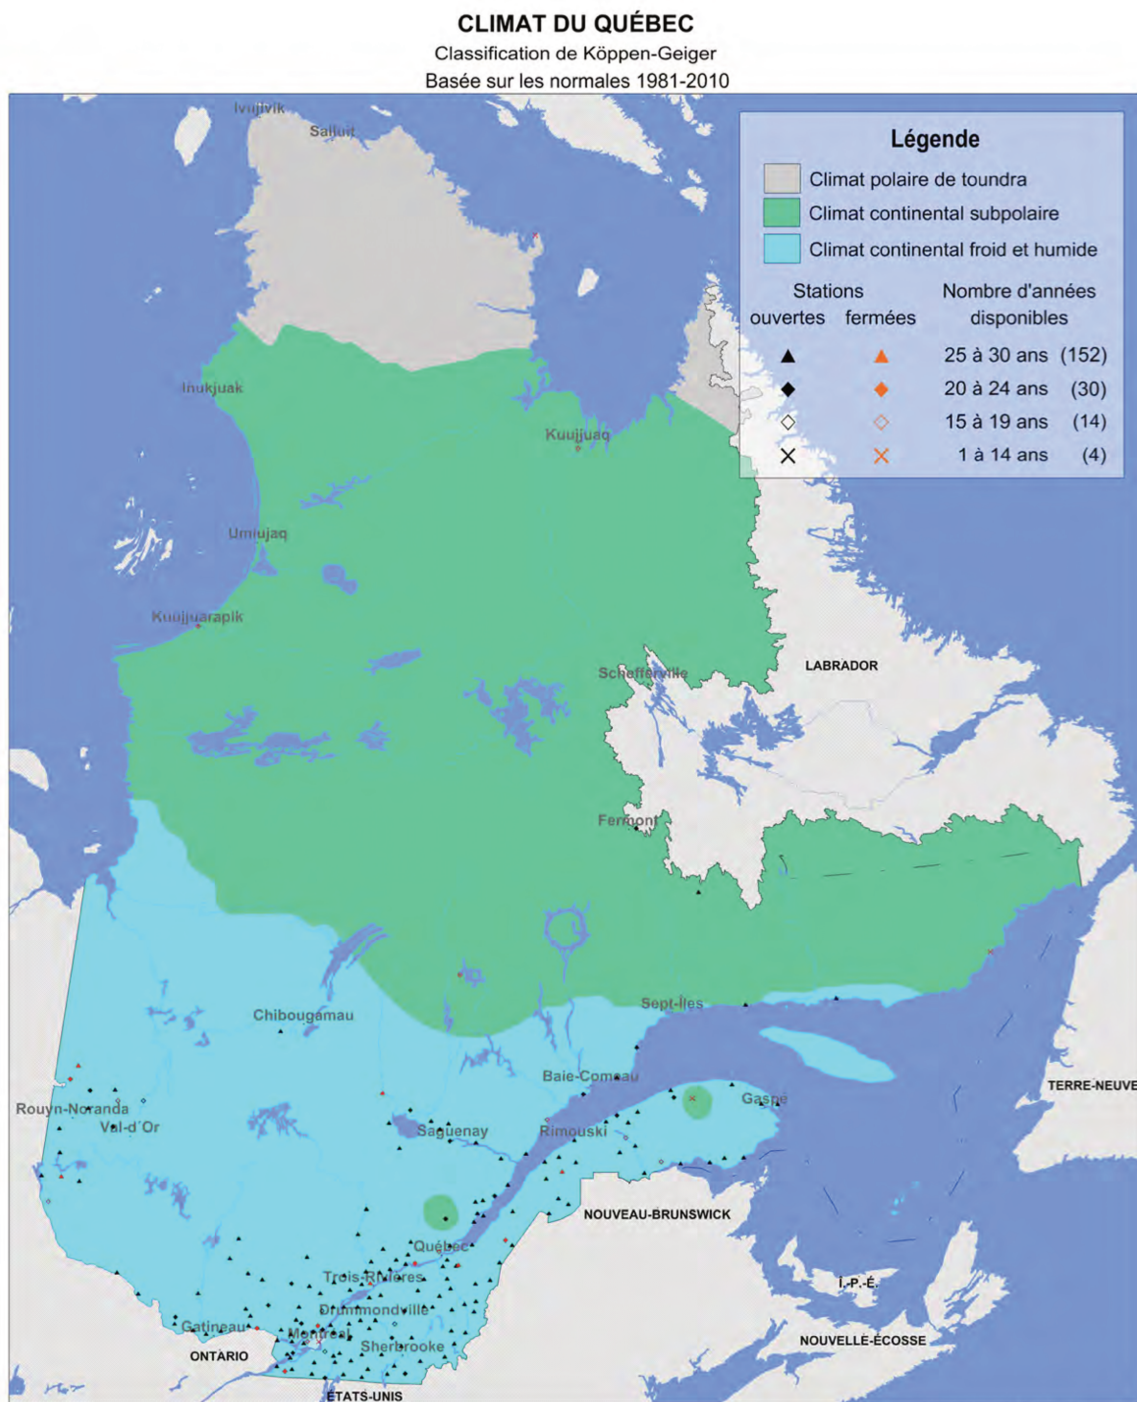 CLIMAT DU QUÉBEC
Classification de Köppen-Geiger
Basée sur les normales 1981-2010
Légende
Climat polaire de toundra
Climat continental subpolaire
Climat continental froid et humide
Stations
ouvertes fermées
Nombre d'années
disponibles
25 à 30 ans (152)
20 à 24 ans (30)
15 à 19 ans (14)
1 à 14 ans (4)
Ivujivik
Salluit
Inukjuak
Kuujjuaq
Umiujaq
Kuujjuarapik
LABRADOR
Schefferville
Fermont
Sept-Îles
Chibougamau
Baie-Comeau
TERRE-NEUVE
Gaspé
Rouyn-Noranda
Val-d'Or
Saguenay
Rimouski
NOUVEAU-BRUNSWICK
Québec
Trois-Rivières
Î.-P.-É.
Drummondville
Gatineau
Montréal
Sherbrooke
NOUVELLE-ÉCOSSE
ONTARIO
ÉTATS-UNIS